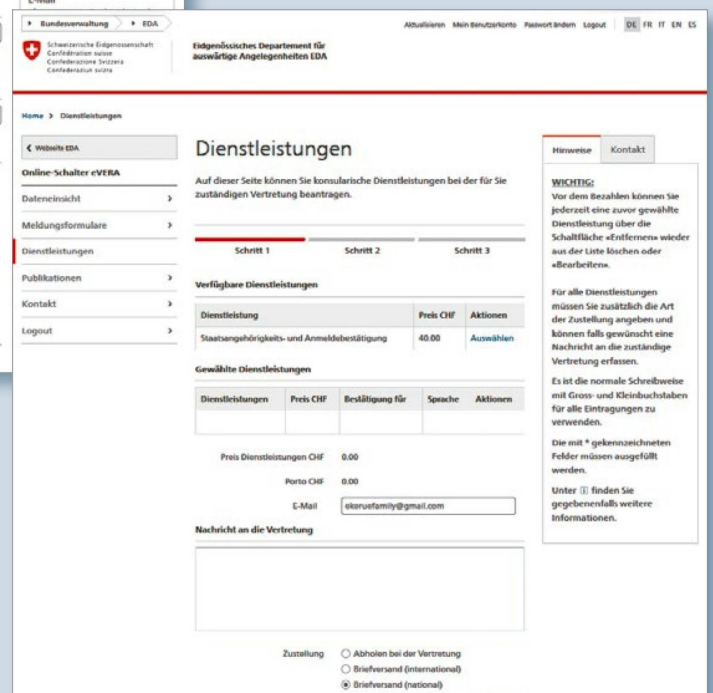 E-Mail
Bundesverwaltung
EDA
Aktualisieren Mein Benutzerkonto Passwort ändern Logout
DE FR IT EN ES
Schweizerische Eidgenossenschaft
Confédération suisse
Confederazione Svizzera
Confederaziun svizra
Eidgenössisches Departement für
auswärtige Angelegenheiten EDA
Home > Dienstleistungen
Webseite EDA
Online-Schalter eVERA
Dateneinsicht
Meldungsformulare
Dienstleistungen
Publikationen
Kontakt
Logout
Dienstleistungen
Auf dieser Seite können Sie konsularische Dienstleistungen bei der für Sie
zuständigen Vertretung beantragen.
Schritt 1 Schritt 2 Schritt 3
Verfügbare Dienstleistungen
Dienstleistung Preis CHF Aktionen
Staatsangehörigkeits- und Anmeldebestätigung 40.00 Auswählen
Gewählte Dienstleistungen
Dienstleistungen Preis CHF Bestätigung für Sprache Aktionen
Preis Dienstleistungen CHF 0.00
Porto CHF 0.00
E-Mail ekeruefamily@gmail.com
Nachricht an die Vertretung
Zustellung Abholen bei der Vertretung
Briefversand (international)
Briefversand (national)
Hinweise Kontakt
WICHTIG:
Vor dem Bezahlen können Sie
jederzeit eine zuvor gewählte
Dienstleistung über die
Schaltfläche «Entfernen» wieder
aus der Liste löschen oder
«Bearbeiten».
Für alle Dienstleistungen
müssen Sie zusätzlich die Art
der Zustellung angeben und
können falls gewünscht eine
Nachricht an die zuständige
Vertretung erfassen.
Es ist die normale Schreibweise
mit Gross- und Kleinbuchstaben
für alle Eintragungen zu
verwenden.
Die mit * gekennzeichneten
Felder müssen ausgefüllt
werden.
Unter [i] finden Sie
gegebenenfalls weitere
Informationen.